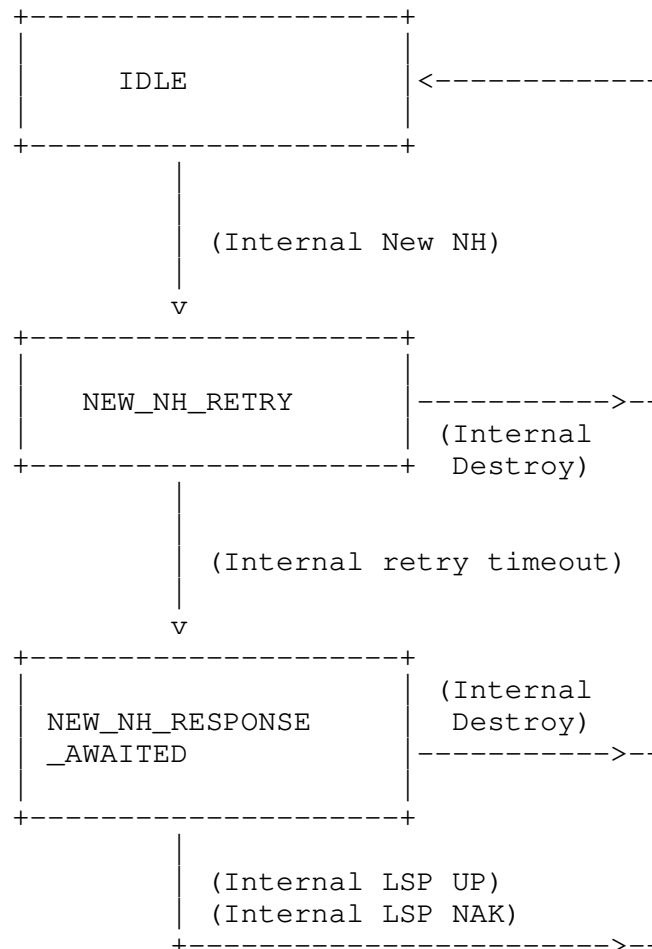 IDLE
(Internal New NH)
NEW_NH_RETRY
(Internal
Destroy)
(Internal retry timeout)
(Internal
NEW_NH_RESPONSE Destroy)
_AWAITED
(Internal LSP UP)
(Internal LSP NAK)